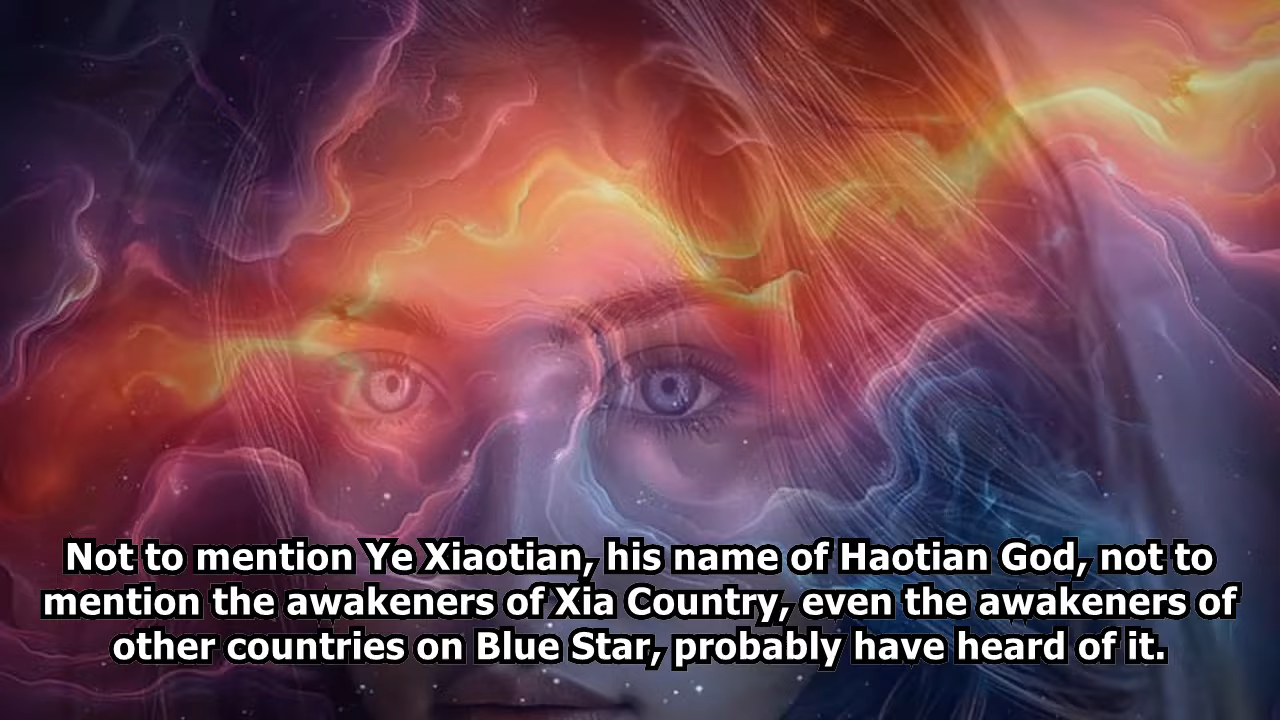 Not to mention Ye Xiaotian, his name of Haotian God, not to
mention the awakeners of Xia Country, even the awakeners of
other countries on Blue Star, probably have heard of it.